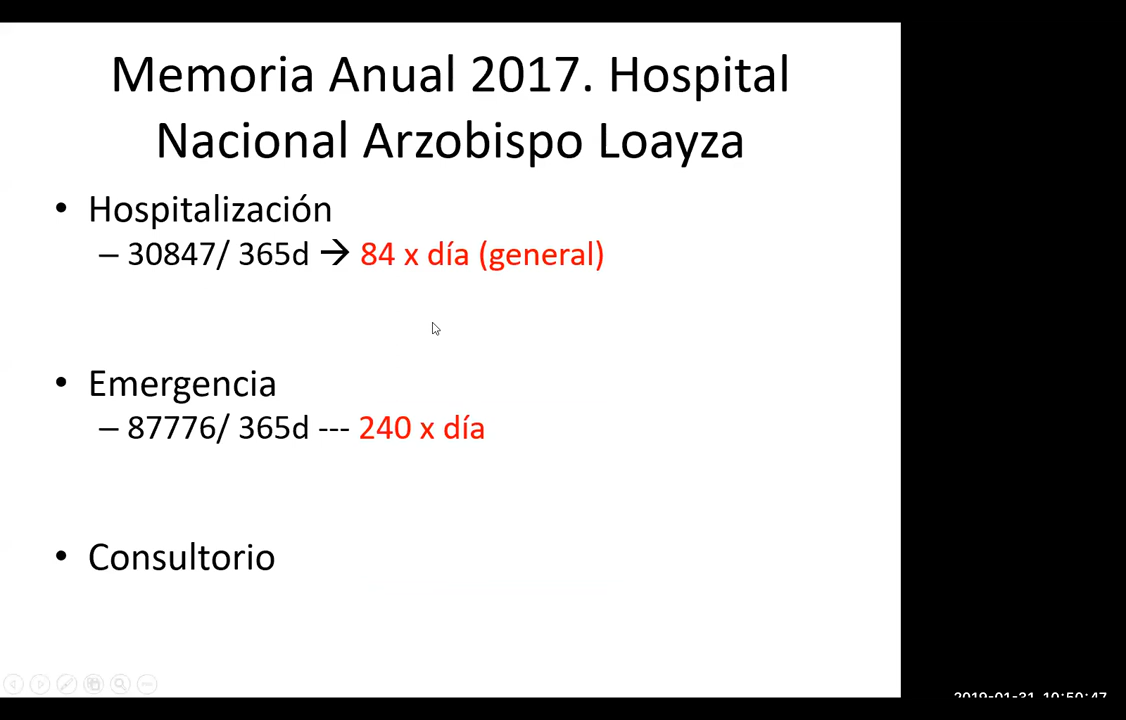 Memoria Anual 2017. Hospital
Nacional Arzobispo Loayza
• Hospitalización
– 30847/ 365d → 84 x día (general)
• Emergencia
– 87776/ 365d --- 240 x día
• Consultorio
2019-01-31 10:50:47